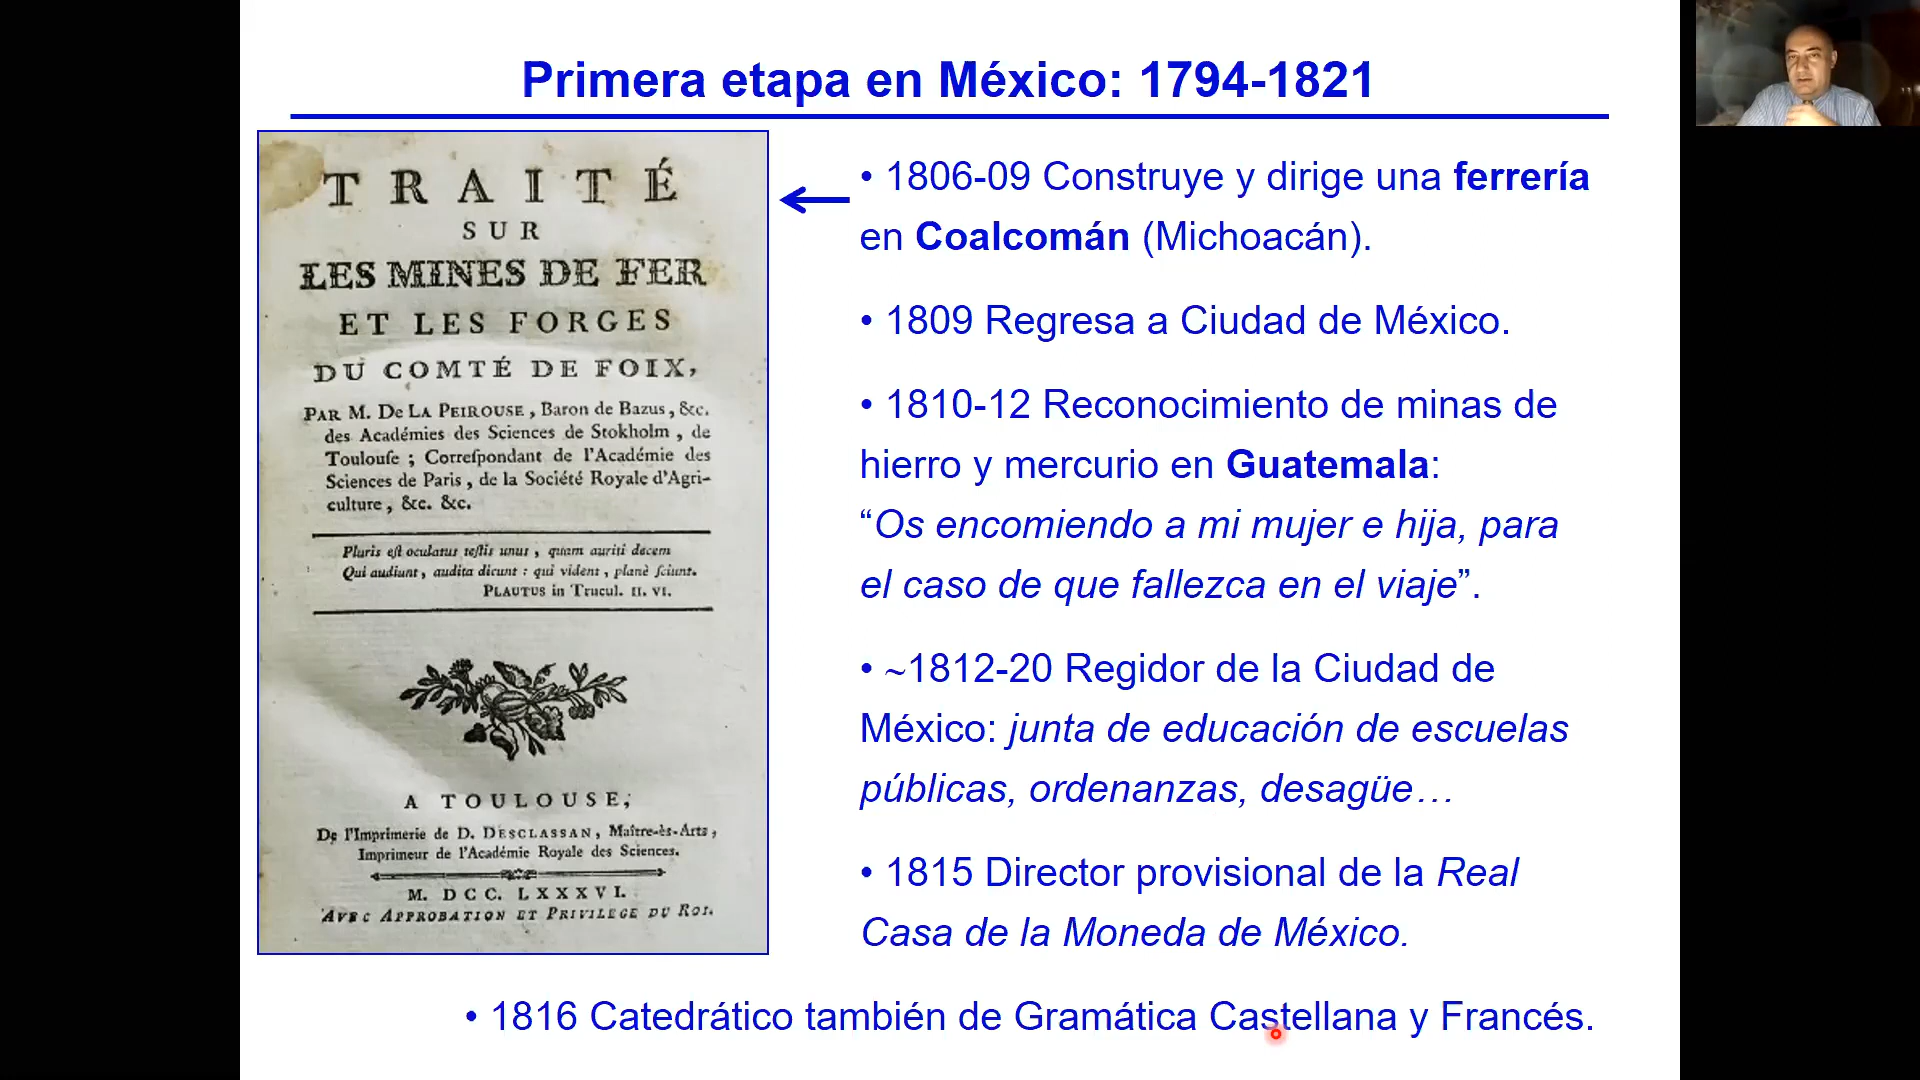 Primera etapa en México: 1794-1821
TRAITÉ
SUR
LES MINES DE FER
ET LES FORGES
DU COMTÉ DE FOIX,
PAR M. DE LA PEIROUSE, Baron de Bazus, &c.
des Académies des Sciences de Stokholm, de
Toulouſe ; Correſpondant de l'Académie des
Sciences de Paris, de la Société Royale d'Agri-
culture, &c. &c.
Pluris eſt oculatus teſtis unus, quam auriti decem
Qui audiunt, audita dicunt : qui vident, planè ſciunt.
PLAUTUS in Trucul. II. VI.
A TOULOUSE,
De l'Imprimerie de D. DESCLASSAN, Maître-ès-Arts,
Imprimeur de l'Académie Royale des Sciences.
M. DCC. LXXXVI.
AVEC APPROBATION ET PRIVILEGE DU ROI.
• 1806-09 Construye y dirige una ferrería
en Coalcomán (Michoacán).
• 1809 Regresa a Ciudad de México.
• 1810-12 Reconocimiento de minas de
hierro y mercurio en Guatemala:
“Os encomiendo a mi mujer e hija, para
el caso de que fallezca en el viaje”.
• ~1812-20 Regidor de la Ciudad de
México: junta de educación de escuelas
públicas, ordenanzas, desagüe…
• 1815 Director provisional de la Real
Casa de la Moneda de México.
• 1816 Catedrático también de Gramática Castellana y Francés.